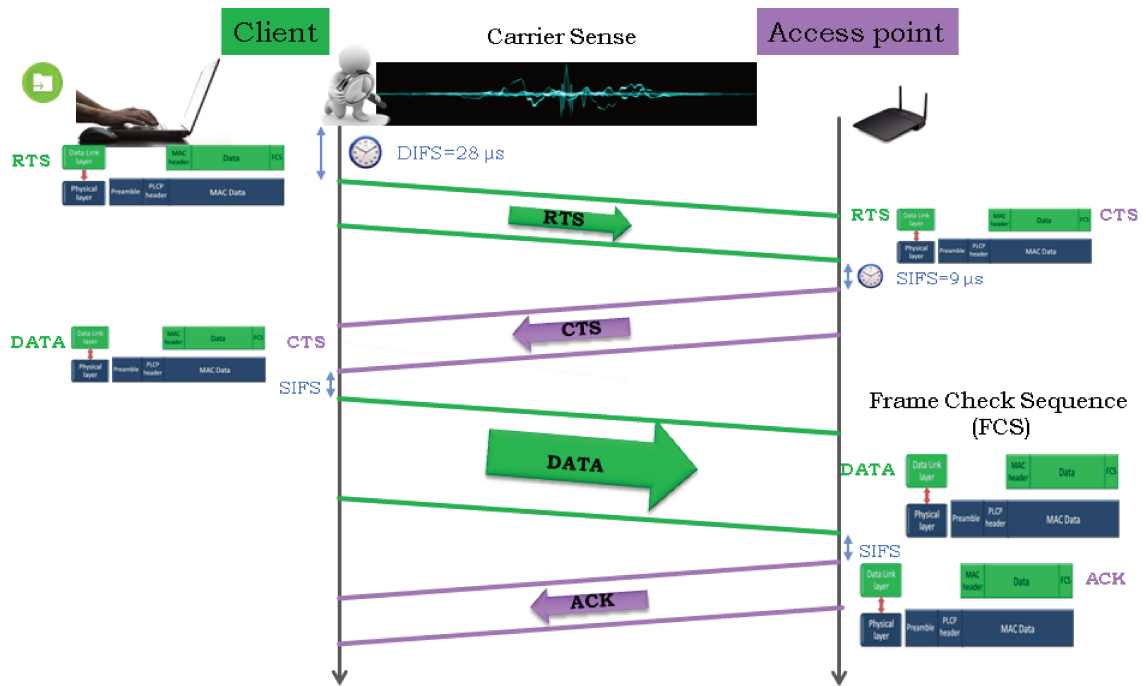 Client
Carrier Sense
Access point
RTS
Data Link
layer
MAC
header
Data
FCS
Physical
layer
Preamble
PLCP
header
MAC Data
DIFS=28 µs
RTS
RTS
Data Link
layer
MAC
header
Data
FCS
CTS
Physical
layer
Preamble
PLCP
header
MAC Data
SIFS=9 µs
CTS
DATA
Data Link
layer
MAC
header
Data
FCS
CTS
Physical
layer
Preamble
PLCP
header
MAC Data
SIFS
Frame Check Sequence
(FCS)
DATA
DATA
Data Link
layer
MAC
header
Data
FCS
Physical
layer
Preamble
PLCP
header
MAC Data
SIFS
Data Link
layer
MAC
header
Data
FCS
ACK
ACK
Physical
layer
Preamble
PLCP
header
MAC Data